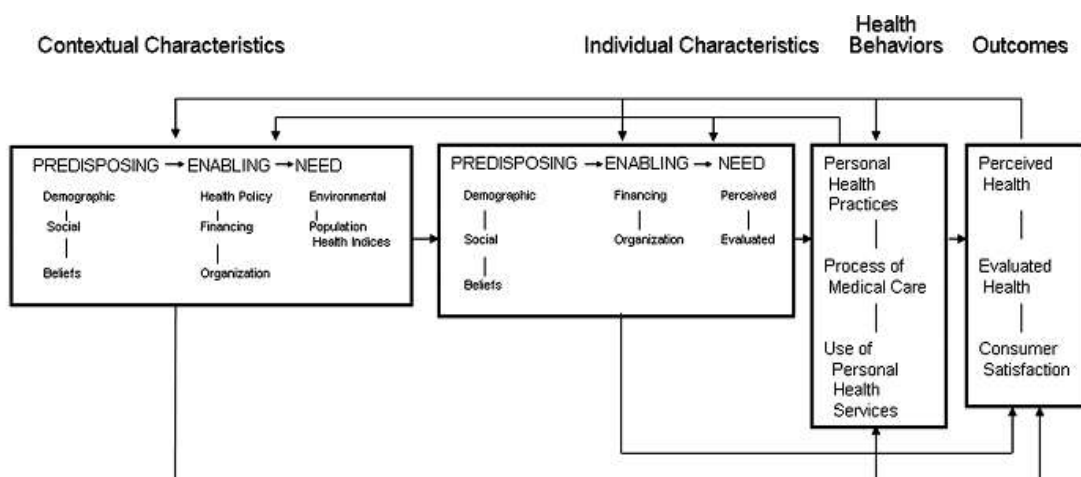 Contextual Characteristics
Individual Characteristics
Health
Behaviors
Outcomes
PREDISPOSING
ENABLING
NEED
Demographic
Health Policy
Environmental
Social
Financing
Population
Health Indices
Beliefs
Organization
PREDISPOSING
ENABLING
NEED
Demographic
Financing
Perceived
Social
Organization
Evaluated
Beliefs
Personal
Health
Practices
Process of
Medical Care
Use of
Personal
Health
Services
Perceived
Health
Evaluated
Health
Consumer
Satisfaction